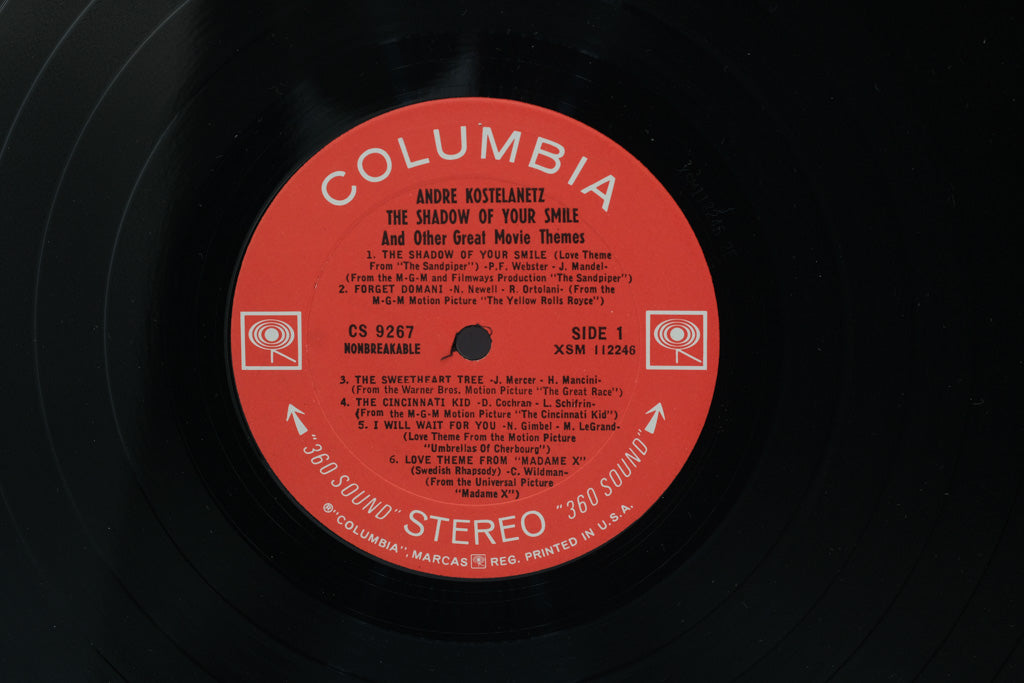 COLUMBIA
ANDRE KOSTELANETZ
THE SHADOW OF YOUR SMILE
And Other Great Movie Themes
1. THE SHADOW OF YOUR SMILE (Love Theme
From "The Sandpiper") -P.F. Webster - J. Mandel-
(From the M-G-M and Filmways Production "The Sandpiper")
2. FORGET DOMANI -N. Newell - R. Ortolani- (From the
M-G-M Motion Picture "The Yellow Rolls Royce")
CS 9267
NONBREAKABLE
SIDE 1
XSM 112246
3. THE SWEETHEART TREE -J. Mercer - H. Mancini-
(From the Warner Bros. Motion Picture "The Great Race")
4. THE CINCINNATI KID -D. Cochran - L. Schifrin-
(From the M-G-M Motion Picture "The Cincinnati Kid")
5. I WILL WAIT FOR YOU -N. Gimbel - M. LeGrand-
(Love Theme From the Motion Picture
"Umbrellas Of Cherbourg")
6. LOVE THEME FROM "MADAME X"
(Swedish Rhapsody) -C. Wildman-
(From the Universal Picture
"Madame X")
"360 SOUND" STEREO "360 SOUND"
®"COLUMBIA", MARCAS REG. PRINTED IN U.S.A.